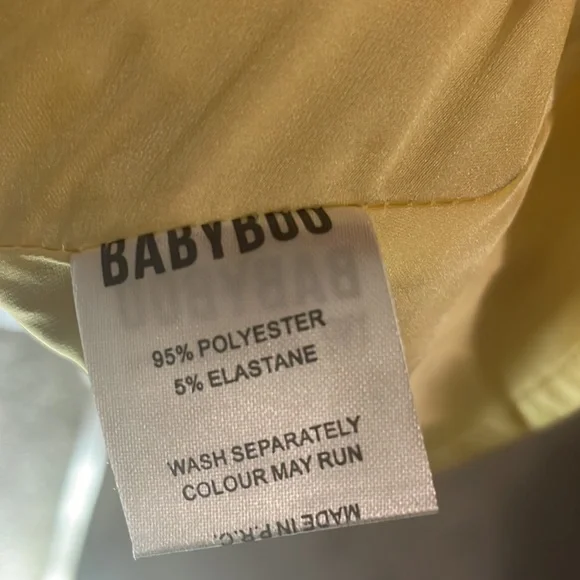 BABYBOO
95% POLYESTER
5% ELASTANE
WASH SEPARATELY
COLOUR MAY RUN
MADE IN P.R.C.